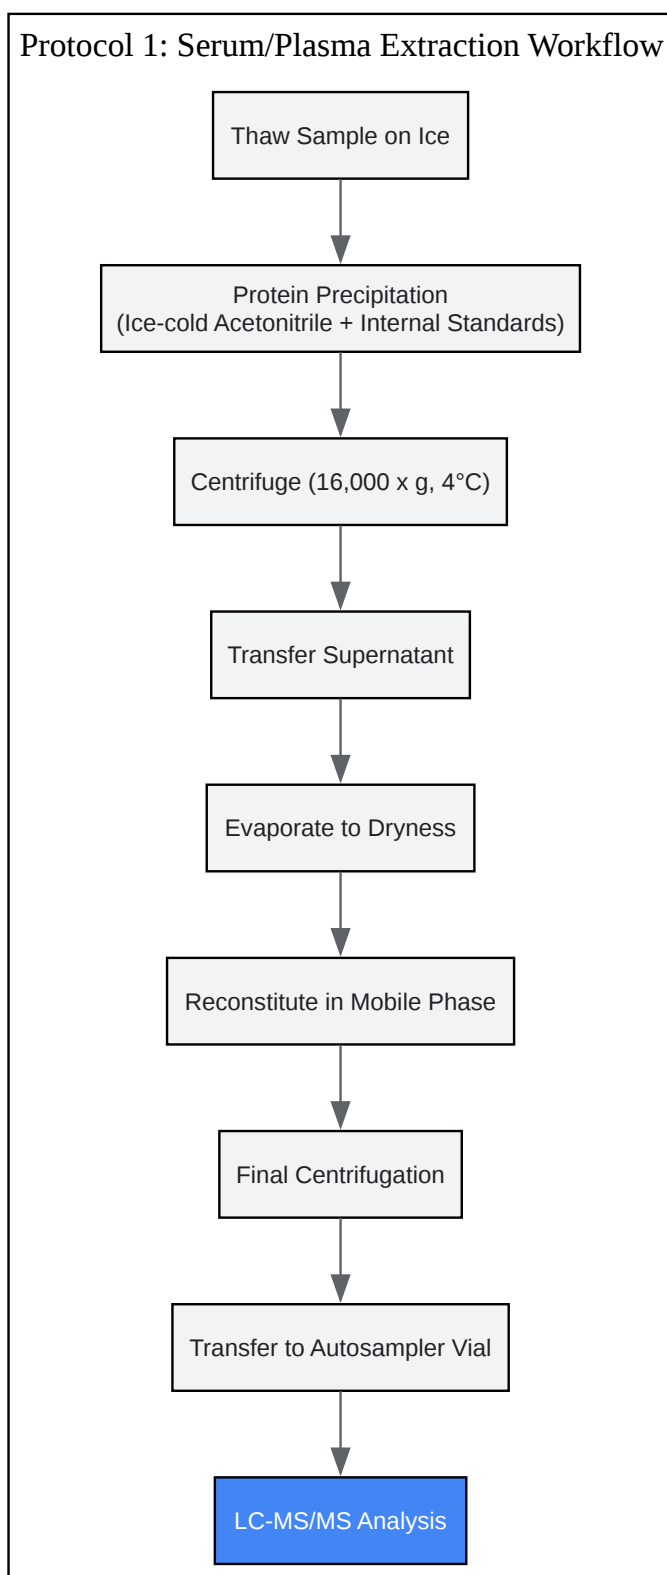 Protocol 1: Serum/Plasma Extraction Workflow
Thaw Sample on Ice
Protein Precipitation
(Ice-cold Acetonitrile + Internal Standards)
Centrifuge (16,000 x g, 4°C)
Transfer Supernatant
Evaporate to Dryness
Reconstitute in Mobile Phase
Final Centrifugation
Transfer to Autosampler Vial
LC-MS/MS Analysis